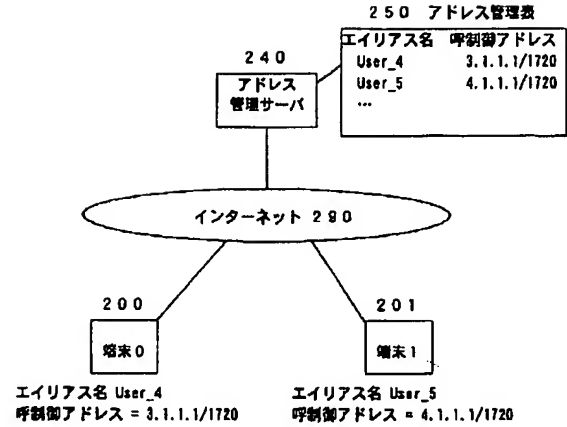 ２５０ アドレス管理表
エイリアス名 呼制御アドレス
User_4 3.1.1.1/1720
User_5 4.1.1.1/1720
…
２４０
アドレス
管理サーバ
インターネット ２９０
２００
２０１
端末０
端末１
エイリアス名 User_4
呼制御アドレス = 3.1.1.1/1720
エイリアス名 User_5
呼制御アドレス = 4.1.1.1/1720